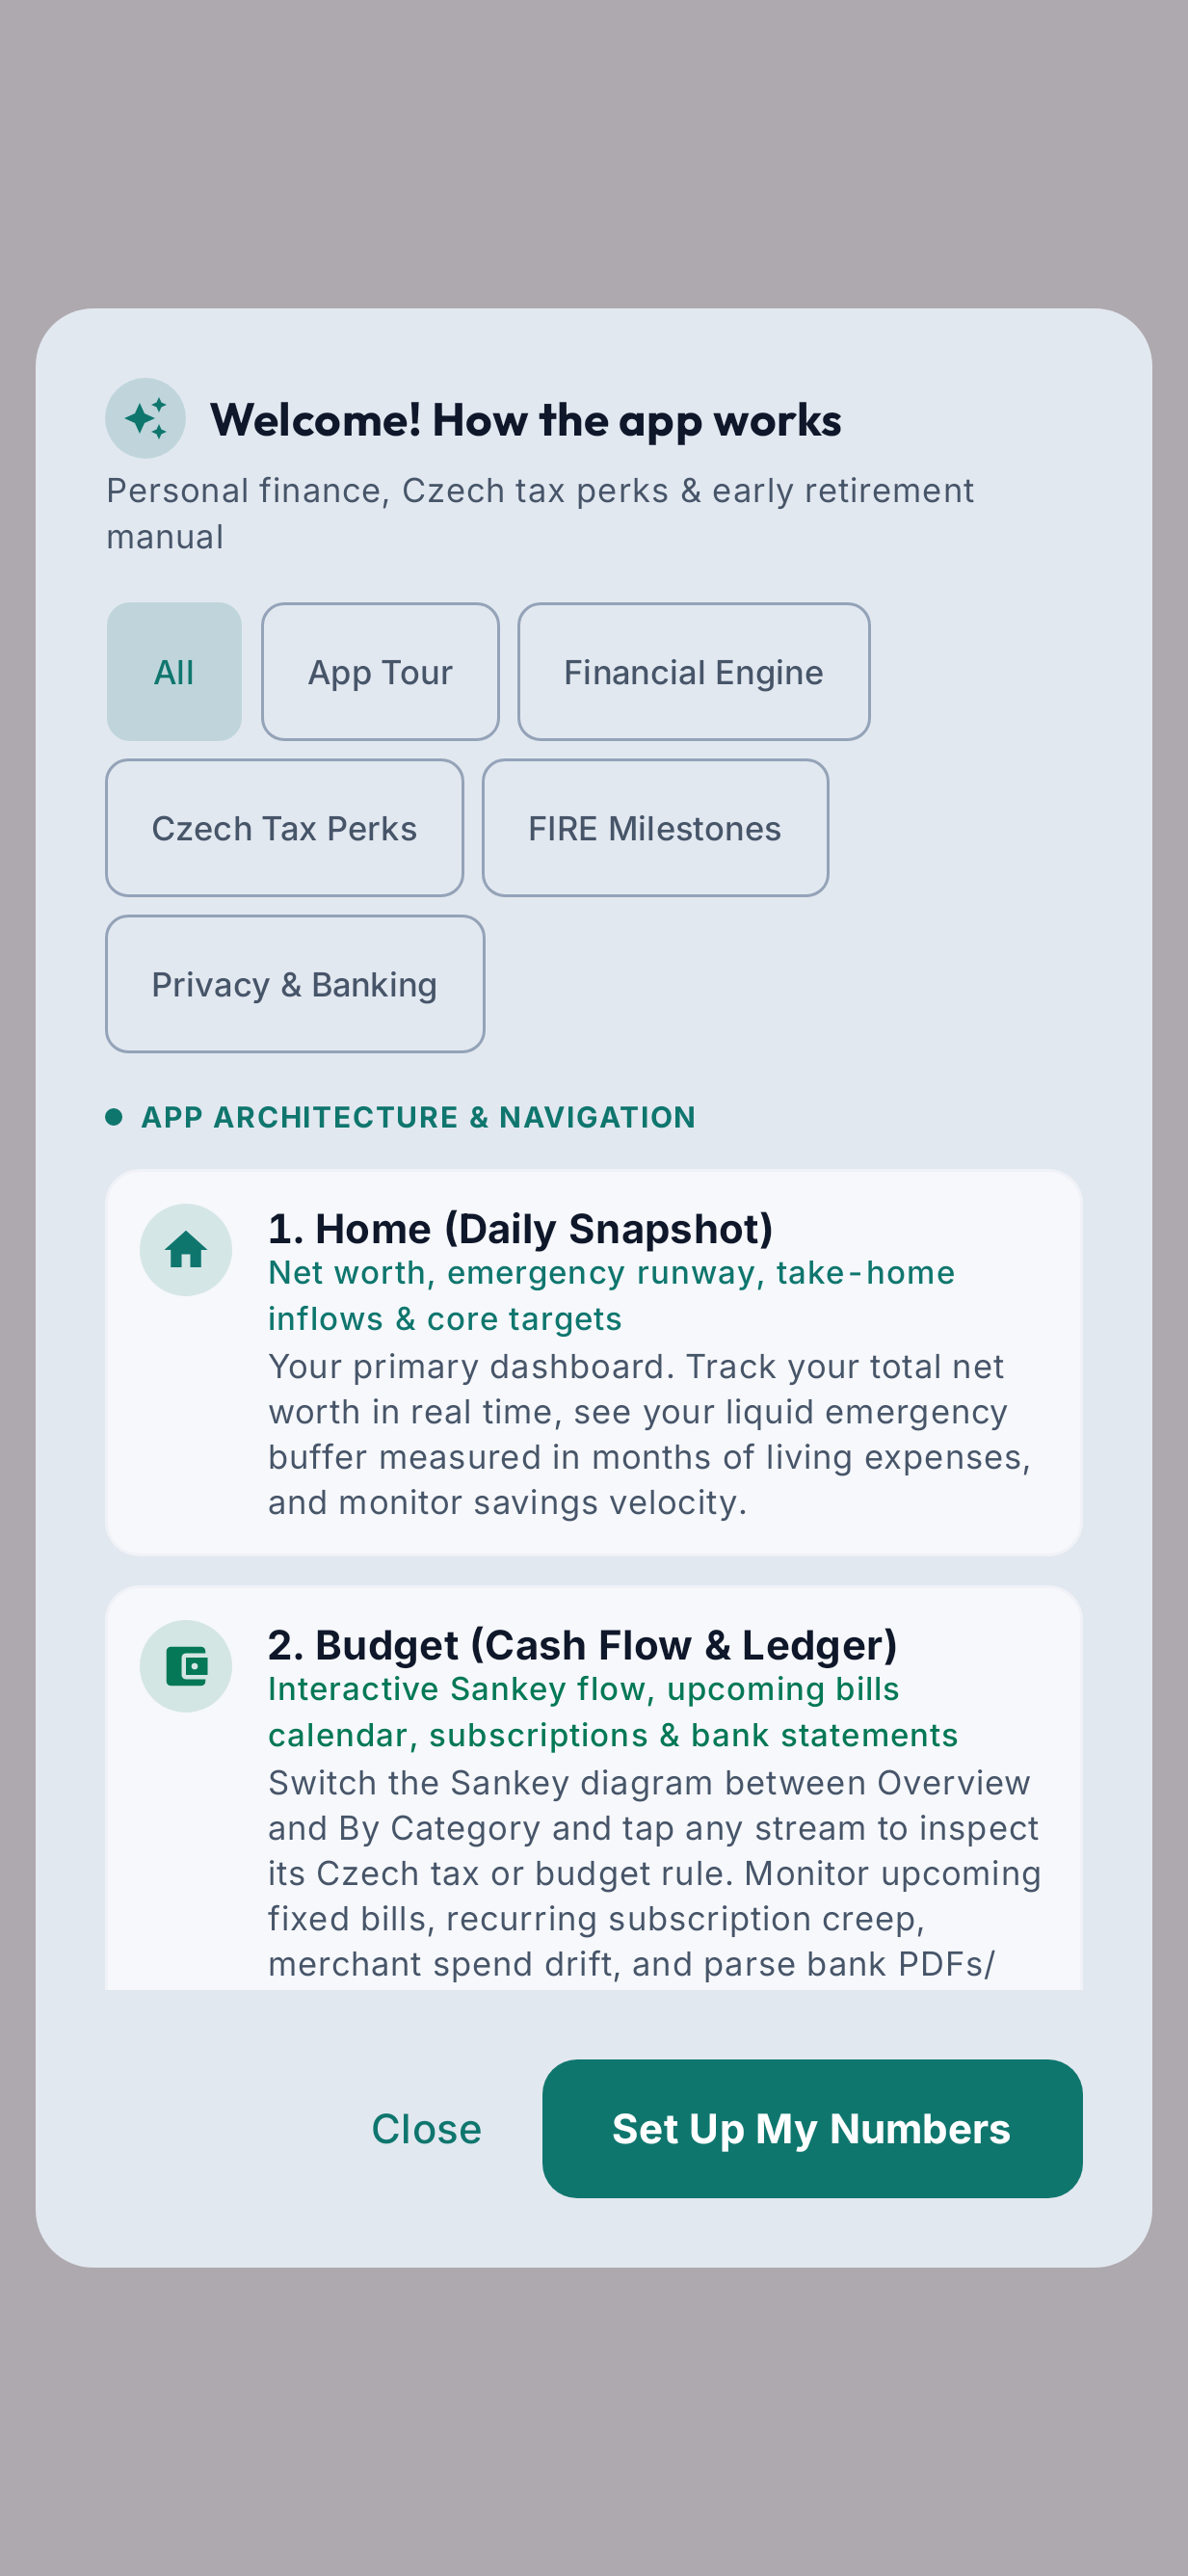 Welcome! How the app works
Personal finance, Czech tax perks & early retirement
manual
All
App Tour
Financial Engine
Czech Tax Perks
FIRE Milestones
Privacy & Banking
APP ARCHITECTURE & NAVIGATION
1. Home (Daily Snapshot)
Net worth, emergency runway, take-home
inflows & core targets
Your primary dashboard. Track your total net
worth in real time, see your liquid emergency
buffer measured in months of living expenses,
and monitor savings velocity.
2. Budget (Cash Flow & Ledger)
Interactive Sankey flow, upcoming bills
calendar, subscriptions & bank statements
Switch the Sankey diagram between Overview
and By Category and tap any stream to inspect
its Czech tax or budget rule. Monitor upcoming
fixed bills, recurring subscription creep,
merchant spend drift, and parse bank PDFs/
Close
Set Up My Numbers